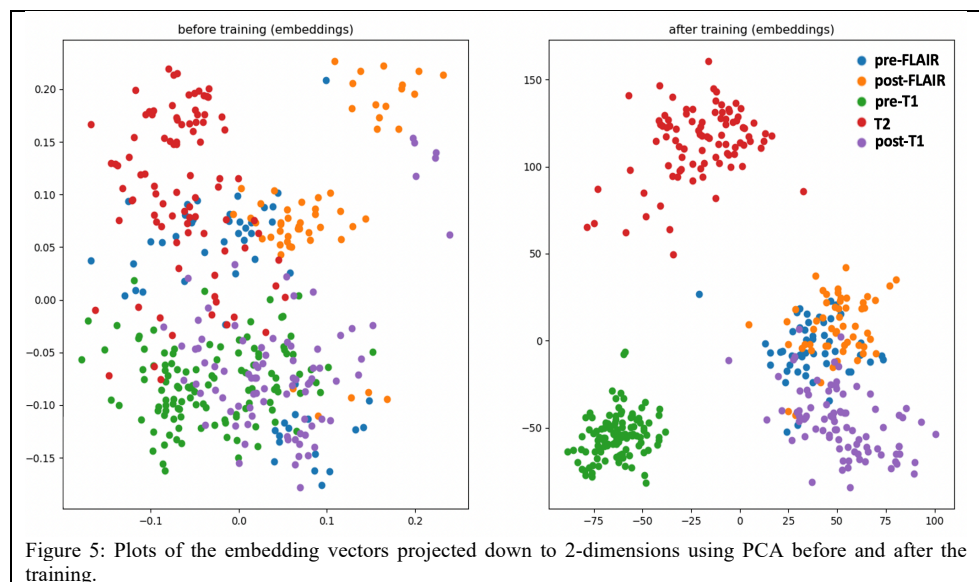 before training (embeddings)
after training (embeddings)
0.20
0.15
0.10
0.05
0.00
−0.05
−0.10
−0.15
−0.1
0.0
0.1
0.2
150
100
50
0
−50
−75
−50
−25
0
25
50
75
100
pre-FLAIR
post-FLAIR
pre-T1
T2
post-T1
Figure 5: Plots of the embedding vectors projected down to 2-dimensions using PCA before and after the
training.